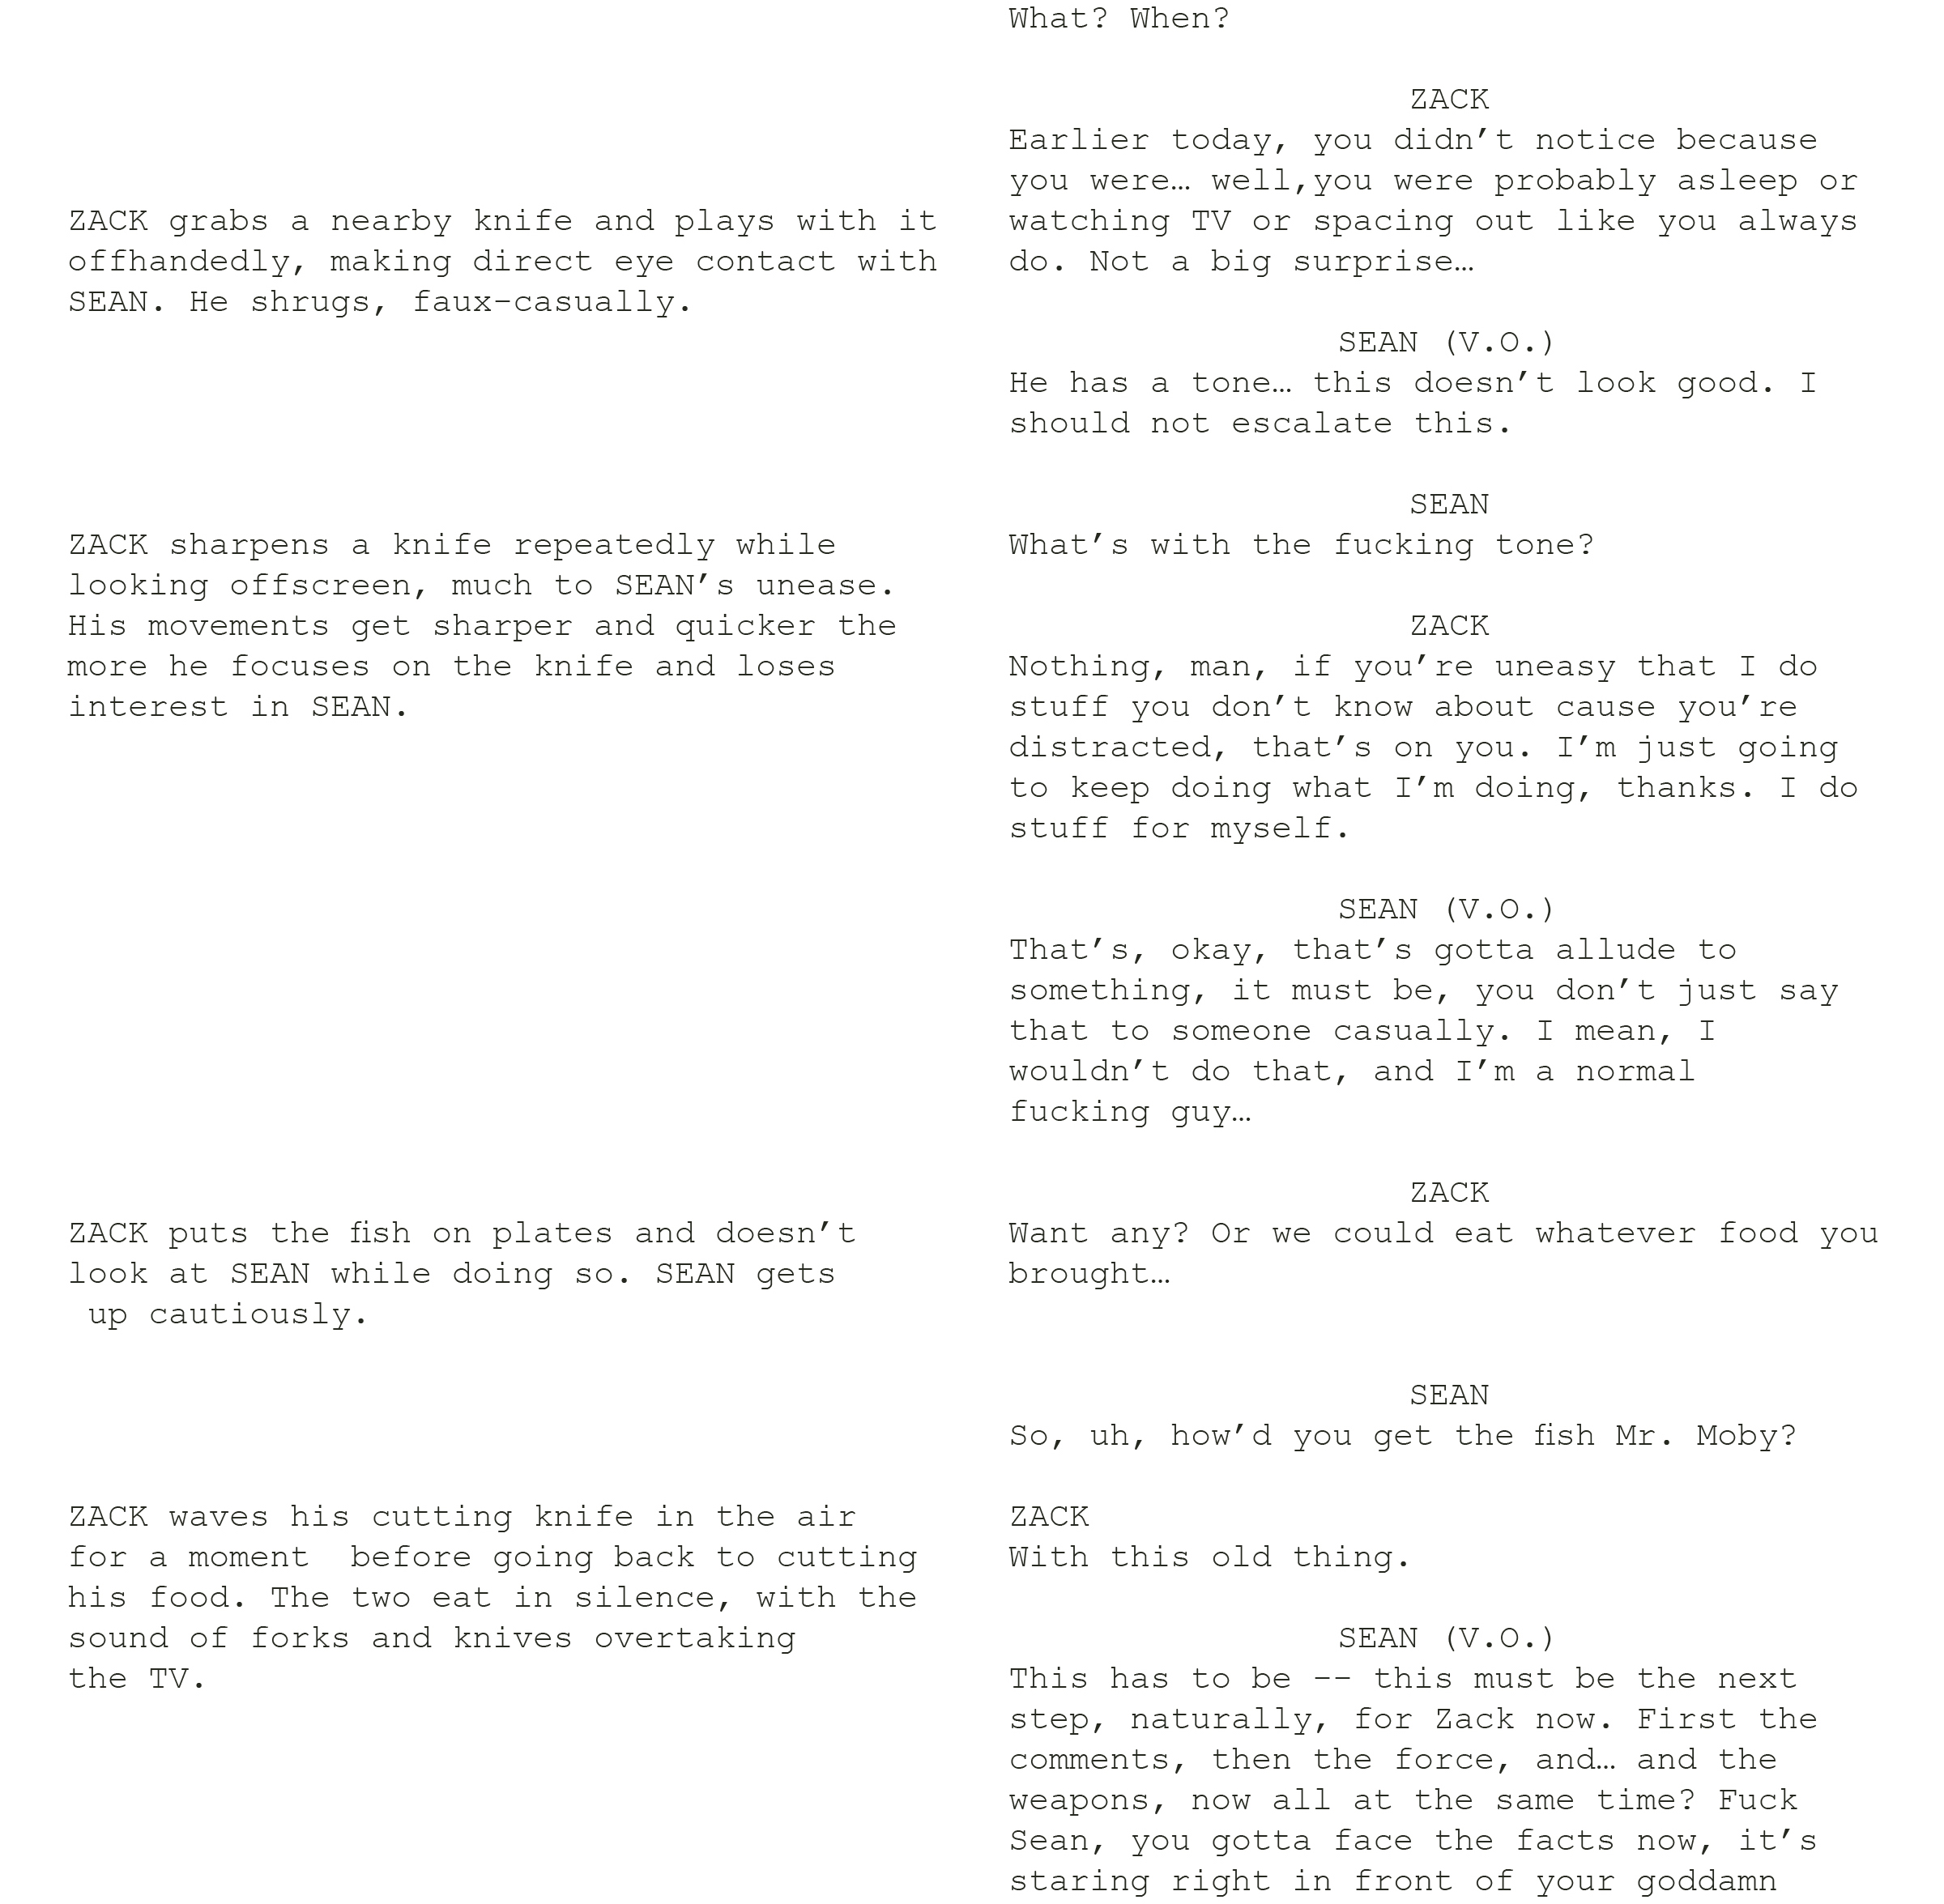 What? When?
ZACK
Earlier today, you didn’t notice because
you were… well,you were probably asleep or
watching TV or spacing out like you always
do. Not a big surprise…
ZACK grabs a nearby knife and plays with it
offhandedly, making direct eye contact with
SEAN. He shrugs, faux-casually.
SEAN (V.O.)
He has a tone… this doesn’t look good. I
should not escalate this.
SEAN
What’s with the fucking tone?
ZACK sharpens a knife repeatedly while
looking offscreen, much to SEAN’s unease.
His movements get sharper and quicker the
more he focuses on the knife and loses
interest in SEAN.
ZACK
Nothing, man, if you’re uneasy that I do
stuff you don’t know about cause you’re
distracted, that’s on you. I’m just going
to keep doing what I’m doing, thanks. I do
stuff for myself.
SEAN (V.O.)
That’s, okay, that’s gotta allude to
something, it must be, you don’t just say
that to someone casually. I mean, I
wouldn’t do that, and I’m a normal
fucking guy…
ZACK
Want any? Or we could eat whatever food you
brought…
ZACK puts the fish on plates and doesn’t
look at SEAN while doing so. SEAN gets
up cautiously.
SEAN
So, uh, how’d you get the fish Mr. Moby?
ZACK waves his cutting knife in the air
for a moment  before going back to cutting
his food. The two eat in silence, with the
sound of forks and knives overtaking
the TV.
ZACK
With this old thing.
SEAN (V.O.)
This has to be -- this must be the next
step, naturally, for Zack now. First the
comments, then the force, and… and the
weapons, now all at the same time? Fuck
Sean, you gotta face the facts now, it’s
staring right in front of your goddamn